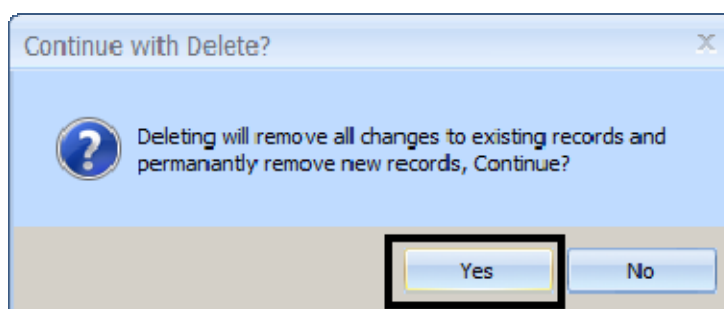 Continue with Delete?
Deleting will remove all changes to existing records and
permanantly remove new records, Continue?
Yes No